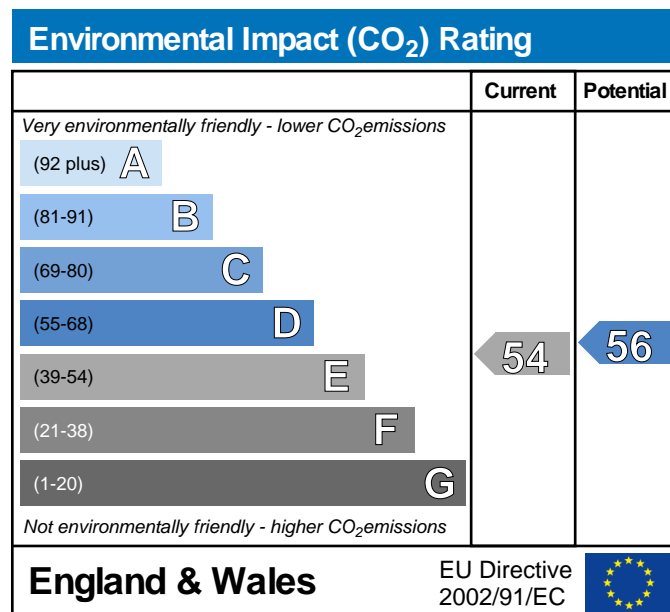 Environmental Impact (CO₂) Rating
Current Potential
Very environmentally friendly - lower CO₂emissions
(92 plus) A
(81-91) B
(69-80) C
(55-68) D
(39-54) E
(21-38) F
(1-20) G
54 56
Not environmentally friendly - higher CO₂emissions
England & Wales
EU Directive
2002/91/EC